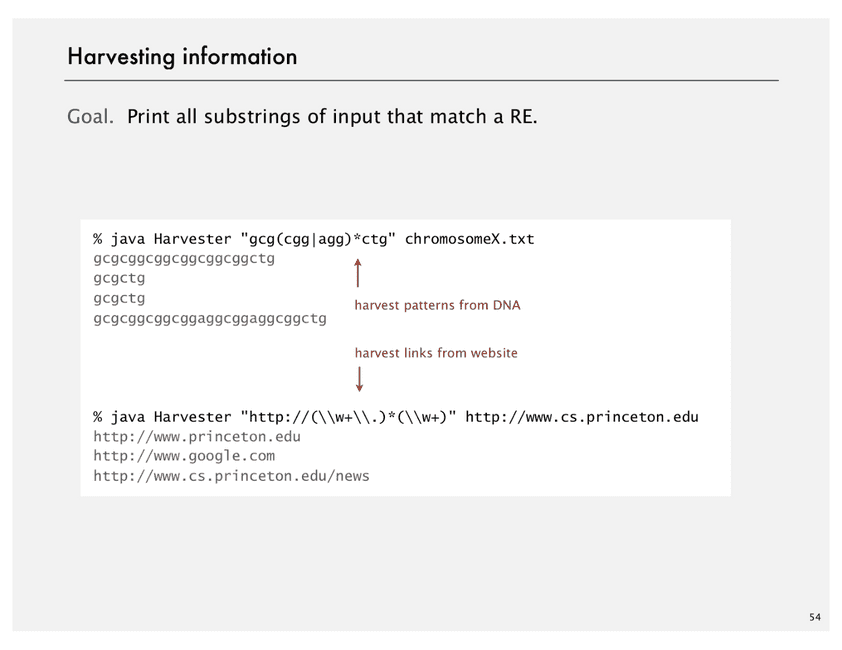 Harvesting information
Goal. Print all substrings of input that match a RE.
% java Harvester "gcg(cgg|agg)*ctg" chromosomeX.txt
gcgcggcggcggcggcggctg
gcgctg
gcgctg
gcgcggcggcggaggcggaggcggctg
harvest patterns from DNA
harvest links from website
% java Harvester "http://(\\w+\\.)*(\\w+)" http://www.cs.princeton.edu
http://www.princeton.edu
http://www.google.com
http://www.cs.princeton.edu/news
54